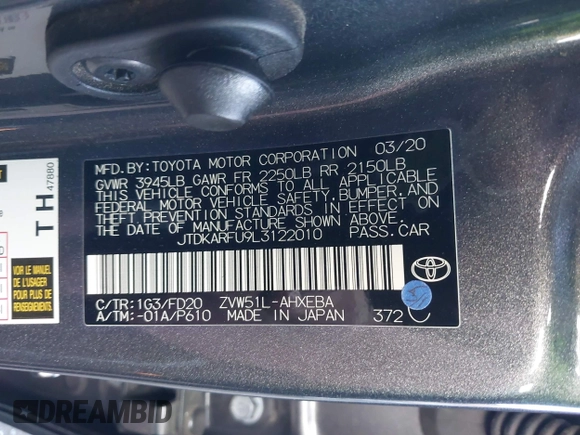 MFD. BY: TOYOTA MOTOR CORPORATION 03/20
GVWR 3945LB GAWR FR 2250LB RR 2150LB
THIS VEHICLE CONFORMS TO ALL APPLICABLE
FEDERAL MOTOR VEHICLE SAFETY, BUMPER, AND
THEFT PREVENTION STANDARDS IN EFFECT ON
THE DATE OF MANUFACTURE SHOWN ABOVE.
JTDKARFU9L3122010 PASS. CAR
C/TR: 1G3/FD20 ZVW51L-AHXEBA
A/TM: -01A/P610 MADE IN JAPAN 372
TH 47880
VOIR LE
MANUEL
POUR PLUS DE
RENSEIGNEMENTS
DREAMBID